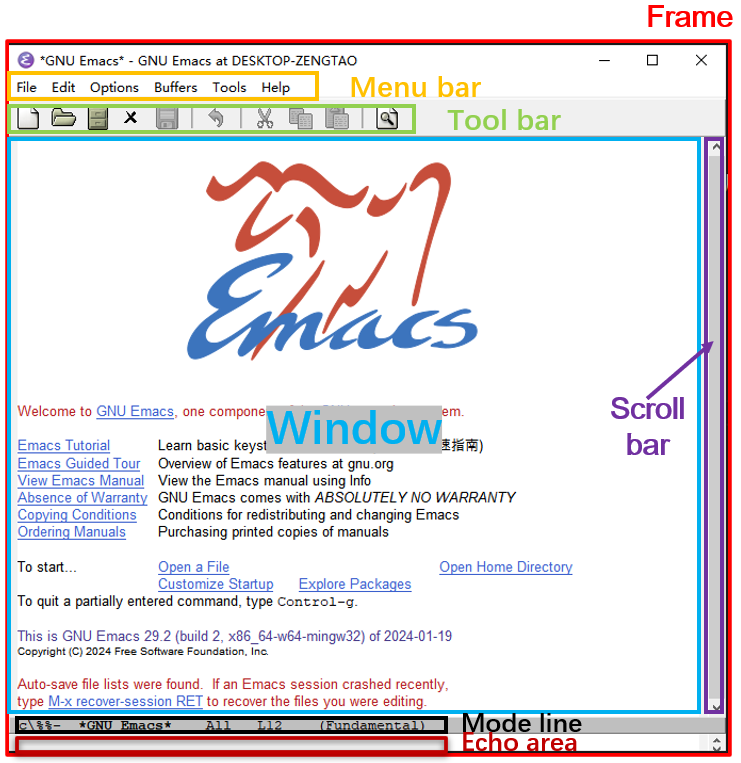 Frame
*GNU Emacs* - GNU Emacs at DESKTOP-ZENGTAO
File Edit Options Buffers Tools Help Menu bar
Tool bar
Emacs
Welcome to GNU Emacs, one component em.
Window
Emacs Tutorial Learn basic keyst 指南)
Emacs Guided Tour Overview of Emacs features at gnu.org
View Emacs Manual View the Emacs manual using Info
Absence of Warranty GNU Emacs comes with ABSOLUTELY NO WARRANTY
Copying Conditions Conditions for redistributing and changing Emacs
Ordering Manuals Purchasing printed copies of manuals
Scroll
bar
To start... Open a File Open Home Directory
Customize Startup Explore Packages
To quit a partially entered command, type Control-g.
This is GNU Emacs 29.2 (build 2, x86_64-w64-mingw32) of 2024-01-19
Copyright (C) 2024 Free Software Foundation, Inc.
Auto-save file lists were found. If an Emacs session crashed recently,
type M-x recover-session RET to recover the files you were editing.
c\%%- *GNU Emacs* All L12 (Fundamental) Mode line
Echo area